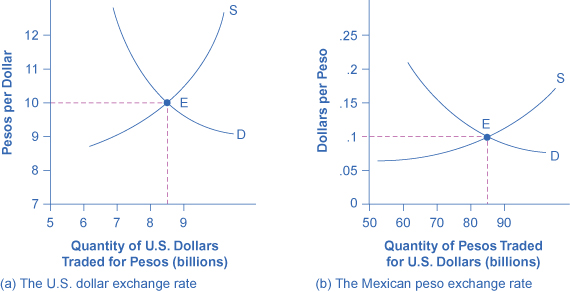 Pesos per Dollar
12
11
10
9
8
7
5
6
7
8
9
S
E
D
Quantity of U.S. Dollars
Traded for Pesos (billions)
(a) The U.S. dollar exchange rate
Dollars per Peso
.25
.2
.15
.1
.05
0
50
60
70
80
90
S
E
D
Quantity of Pesos Traded
for U.S. Dollars (billions)
(b) The Mexican peso exchange rate